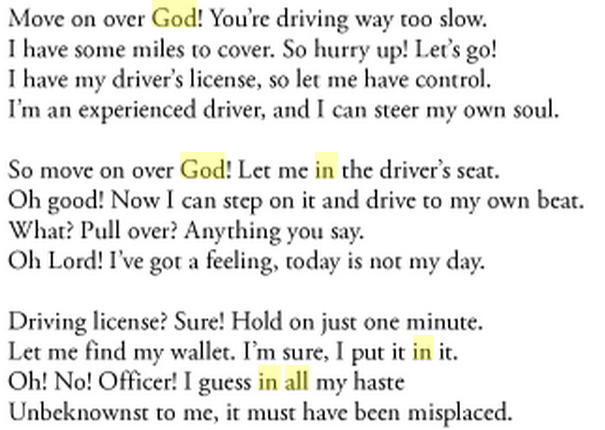 Move on over God! You’re driving way too slow.
I have some miles to cover. So hurry up! Let’s go!
I have my driver’s license, so let me have control.
I’m an experienced driver, and I can steer my own soul.

So move on over God! Let me in the driver’s seat.
Oh good! Now I can step on it and drive to my own beat.
What? Pull over? Anything you say.
Oh Lord! I’ve got a feeling, today is not my day.

Driving license? Sure! Hold on just one minute.
Let me find my wallet. I’m sure, I put it in it.
Oh! No! Officer! I guess in all my haste
Unbeknownst to me, it must have been misplaced.